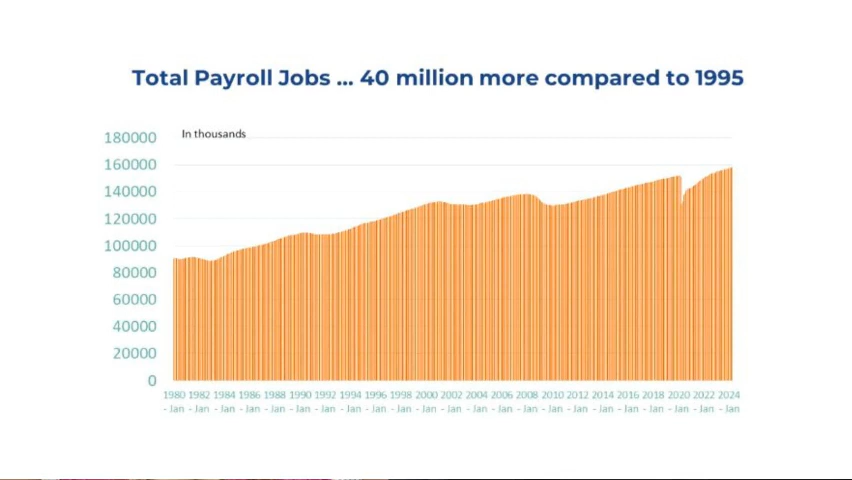 Total Payroll Jobs ... 40 million more compared to 1995
In thousands
180000
160000
140000
120000
100000
80000
60000
40000
20000
0
1980 1982 1984 1986 1988 1990 1992 1994 1996 1998 2000 2002 2004 2006 2008 2010 2012 2014 2016 2018 2020 2022 2024
- Jan - Jan - Jan - Jan - Jan - Jan - Jan - Jan - Jan - Jan - Jan - Jan - Jan - Jan - Jan - Jan - Jan - Jan - Jan - Jan - Jan - Jan - Jan